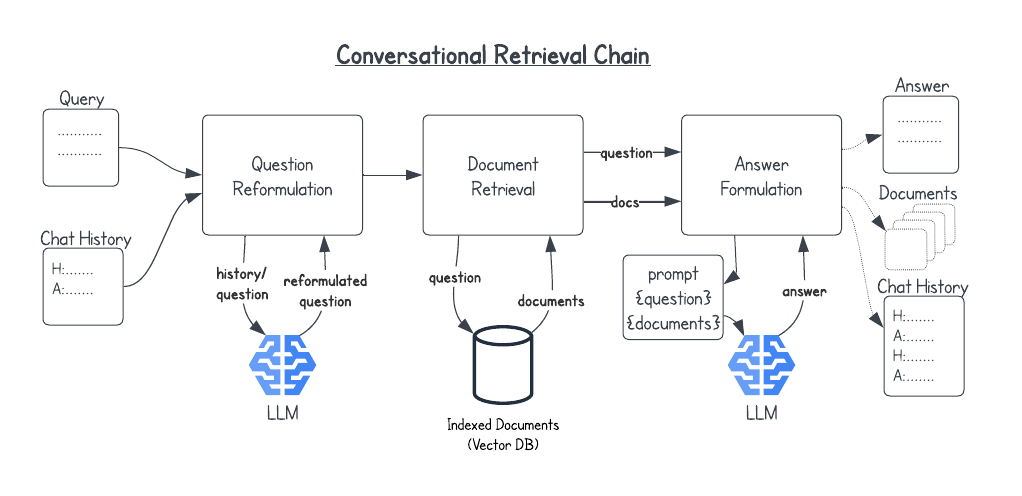 Conversational Retrieval Chain
Query
...........
...........
Chat History
H:.......
A:.......
Question
Reformulation
history/
question
reformulated
question
LLM
Document
Retrieval
question
documents
Indexed Documents
(Vector DB)
question
docs
Answer
Formulation
prompt
{question}
{documents}
answer
LLM
Answer
...........
...........
Documents
Chat History
H:.......
A:.......
H:.......
A:.......